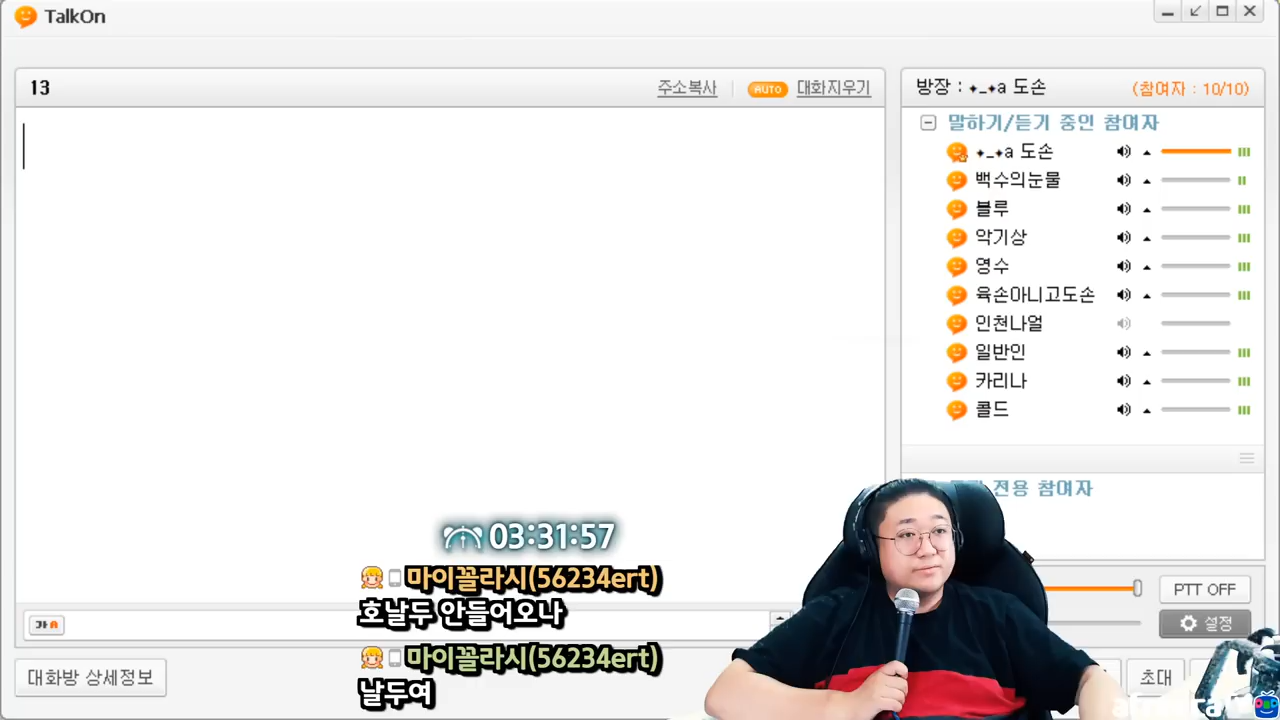 TalkOn
13
주소복사
AUTO
대화지우기
방장 : ✦_✦a 도손
(참여자 : 10/10)
말하기/듣기 중인 참여자
✦_✦a 도손
백수의눈물
블루
악기상
영수
육손아니고도손
인천나얼
일반인
카리나
콜드
전용 참여자
03:31:57
마이꼴라시(56234ert)
호날두 안들어오나
마이꼴라시(56234ert)
날두여
PTT OFF
설정
가A
대화방 상세정보
초대